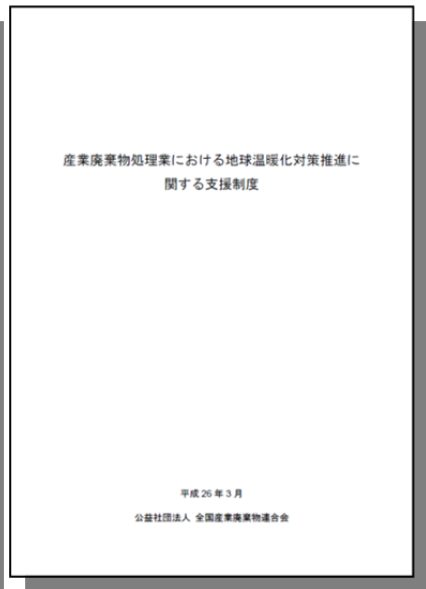 産業廃棄物処理業における地球温暖化対策推進に
関する支援制度
平成 26 年 3 月
公益社団法人 全国産業廃棄物連合会